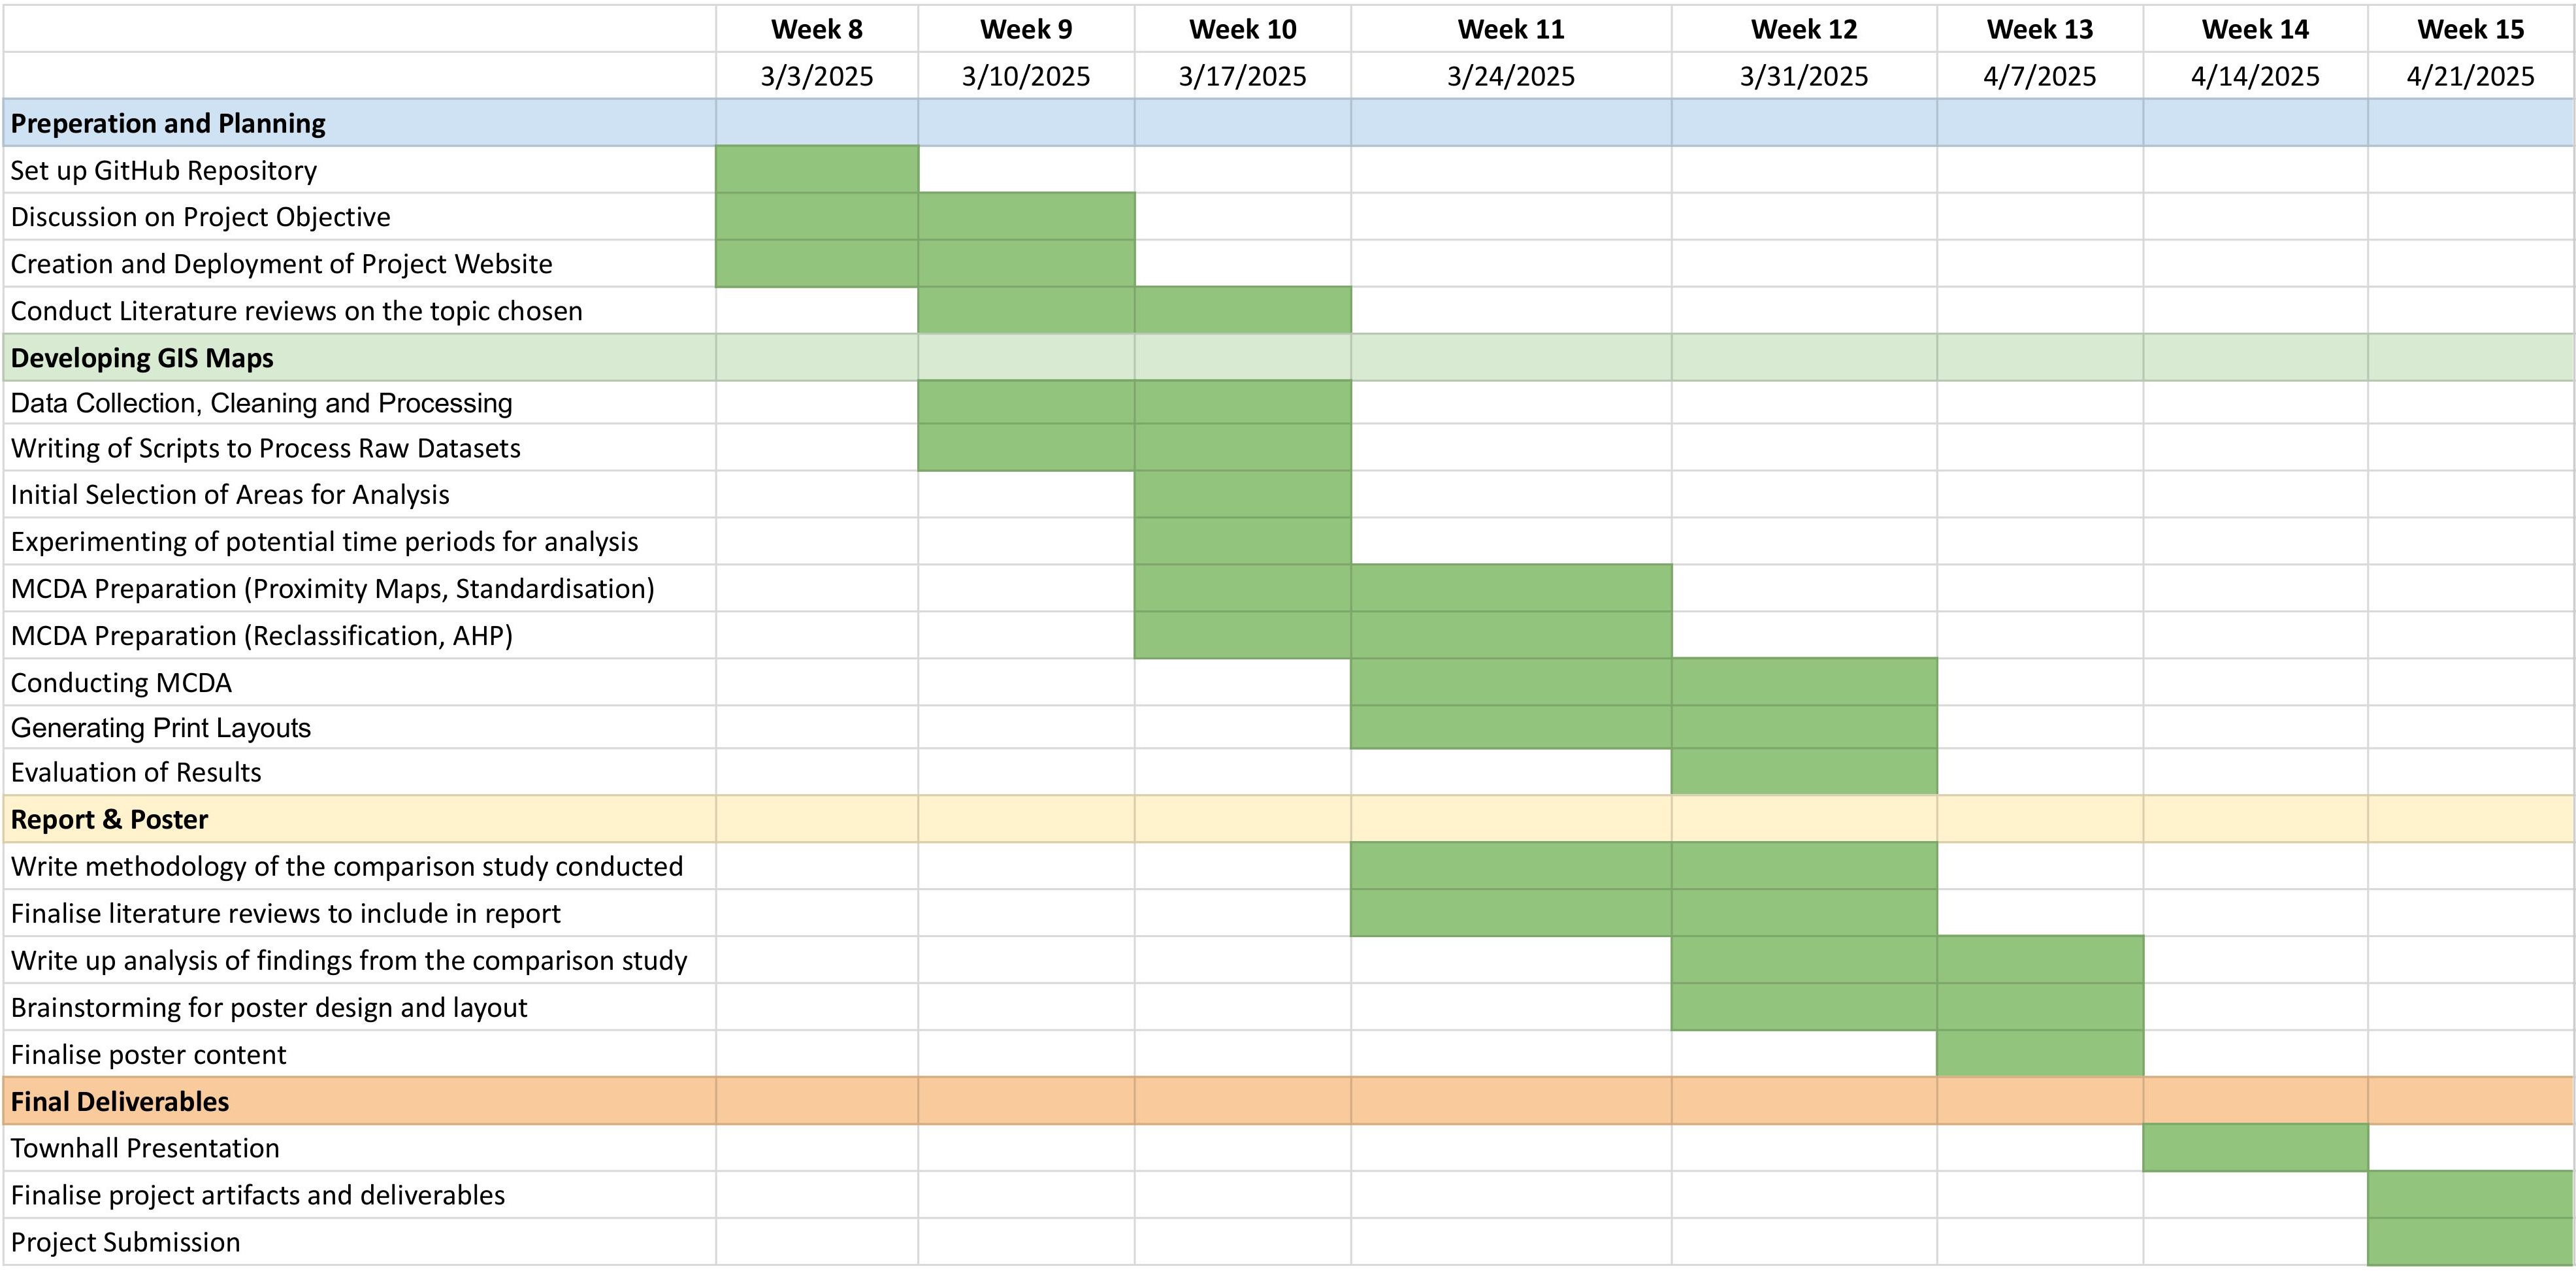 Week 8 Week 9 Week 10 Week 11 Week 12 Week 13 Week 14 Week 15
3/3/2025 3/10/2025 3/17/2025 3/24/2025 3/31/2025 4/7/2025 4/14/2025 4/21/2025
Preperation and Planning
Set up GitHub Repository
Discussion on Project Objective
Creation and Deployment of Project Website
Conduct Literature reviews on the topic chosen
Developing GIS Maps
Data Collection, Cleaning and Processing
Writing of Scripts to Process Raw Datasets
Initial Selection of Areas for Analysis
Experimenting of potential time periods for analysis
MCDA Preparation (Proximity Maps, Standardisation)
MCDA Preparation (Reclassification, AHP)
Conducting MCDA
Generating Print Layouts
Evaluation of Results
Report & Poster
Write methodology of the comparison study conducted
Finalise literature reviews to include in report
Write up analysis of findings from the comparison study
Brainstorming for poster design and layout
Finalise poster content
Final Deliverables
Townhall Presentation
Finalise project artifacts and deliverables
Project Submission